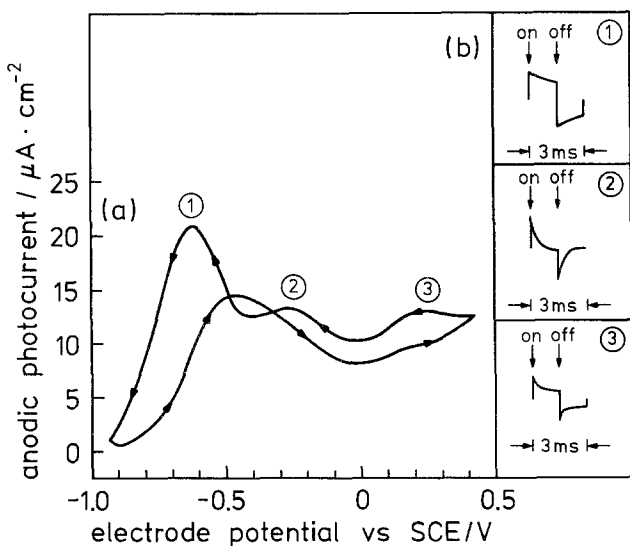 anodic photocurrent / μA · cm⁻²
25
20
15
10
5
0
(a)
①
②
③
(b)
-1.0
-0.5
0
0.5
electrode potential vs SCE/V
①
on off
3ms
②
on off
3ms
③
on off
3ms